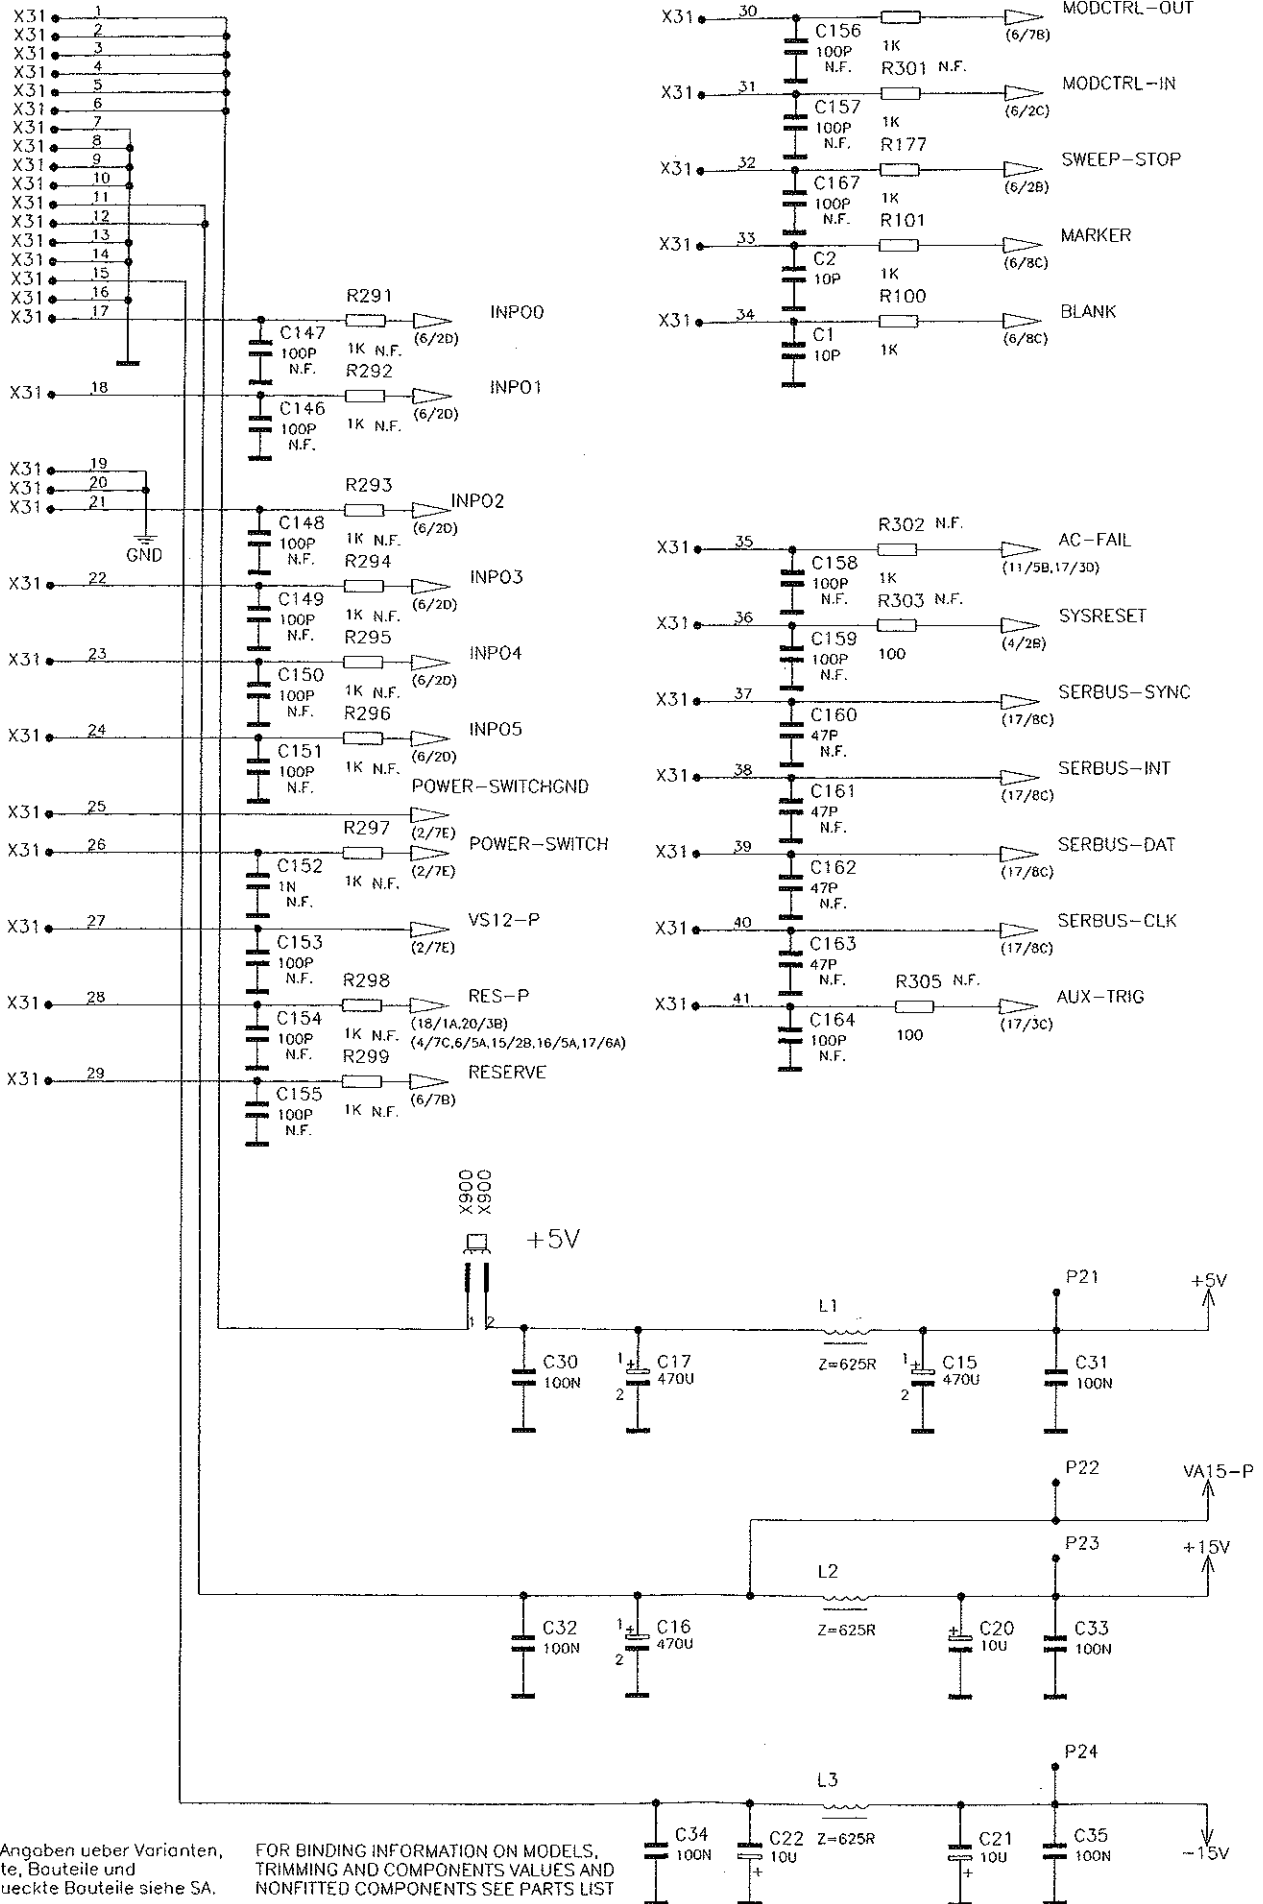 X31 1
X31 2
X31 3
X31 4
X31 5
X31 6
X31 7
X31 8
X31 9
X31 10
X31 11
X31 12
X31 13
X31 14
X31 15
X31 16
X31 17
R291
INPO0
(6/2D)
C147
100P
N.F.
1K N.F.
X31 18
R292
INPO1
(6/2D)
C146
100P
N.F.
1K N.F.
X31 19
X31 20
X31 21
GND
R293
INPO2
(6/2D)
C148
100P
N.F.
1K N.F.
X31 22
R294
INPO3
(6/2D)
C149
100P
N.F.
1K N.F.
X31 23
R295
INPO4
(6/2D)
C150
100P
N.F.
1K N.F.
X31 24
R296
INPO5
(6/2D)
C151
100P
N.F.
1K N.F.
X31 25
POWER-SWITCHGND
(2/7E)
X31 26
R297
POWER-SWITCH
(2/7E)
C152
1N
N.F.
1K N.F.
X31 27
VS12-P
(2/7E)
C153
100P
N.F.
X31 28
R298
RES-P
(18/1A,20/3B)
(4/7C,6/5A,15/2B,16/5A,17/6A)
C154
100P
N.F.
1K N.F.
X31 29
R299
RESERVE
(6/7B)
C155
100P
N.F.
1K N.F.
X31 30
MODCTRL-OUT
(6/7B)
C156
100P
N.F.
1K
X31 31
R301 N.F.
MODCTRL-IN
(6/2C)
C157
100P
N.F.
1K
X31 32
R177
SWEEP-STOP
(6/2B)
C167
100P
N.F.
1K
X31 33
R101
MARKER
(6/8C)
C2
10P
1K
X31 34
R100
BLANK
(6/8C)
C1
10P
1K
X31 35
R302 N.F.
AC-FAIL
(11/5B,17/3D)
C158
100P
N.F.
1K
X31 36
R303 N.F.
SYSRESET
(4/2B)
C159
100P
N.F.
100
X31 37
SERBUS-SYNC
(17/8C)
C160
47P
N.F.
X31 38
SERBUS-INT
(17/8C)
C161
47P
N.F.
X31 39
SERBUS-DAT
(17/8C)
C162
47P
N.F.
X31 40
SERBUS-CLK
(17/8C)
C163
47P
N.F.
X31 41
R305 N.F.
AUX-TRIG
(17/3C)
C164
100P
N.F.
100
X900
X900
+5V
1 2
C30
100N
1 +
2
C17
470U
L1
Z=625R
1 +
2
C15
470U
P21
C31
100N
+5V
P22
VA15-P
C32
100N
1 +
2
C16
470U
L2
Z=625R
+
C20
10U
P23
C33
100N
+15V
C34
100N
C22
10U
+
L3
Z=625R
C21
10U
+
P24
C35
100N
-15V
Angaben ueber Varianten,
te, Bauteile und
ueckte Bauteile siehe SA.
FOR BINDING INFORMATION ON MODELS,
TRIMMING AND COMPONENTS VALUES AND
NONFITTED COMPONENTS SEE PARTS LIST